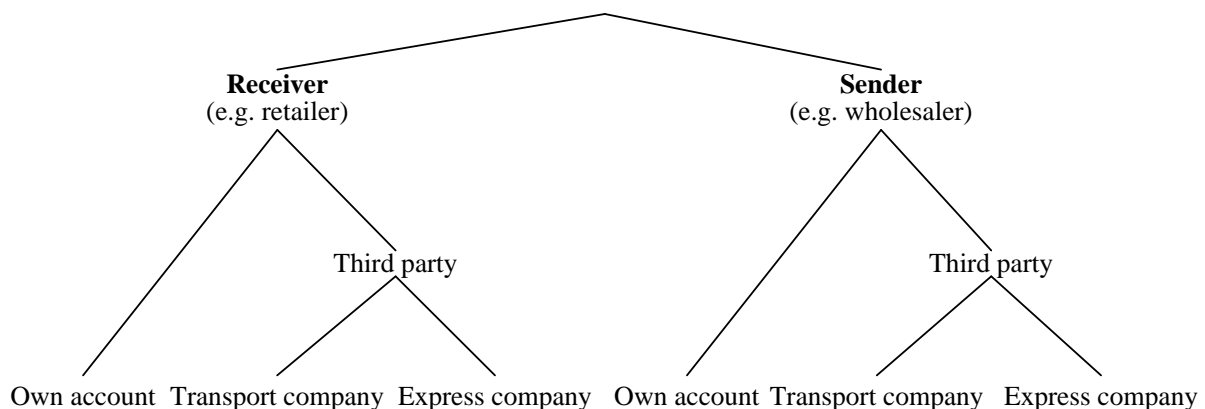 Receiver
(e.g. retailer)
Sender
(e.g. wholesaler)
Third party
Third party
Own account
Transport company
Express company
Own account
Transport company
Express company